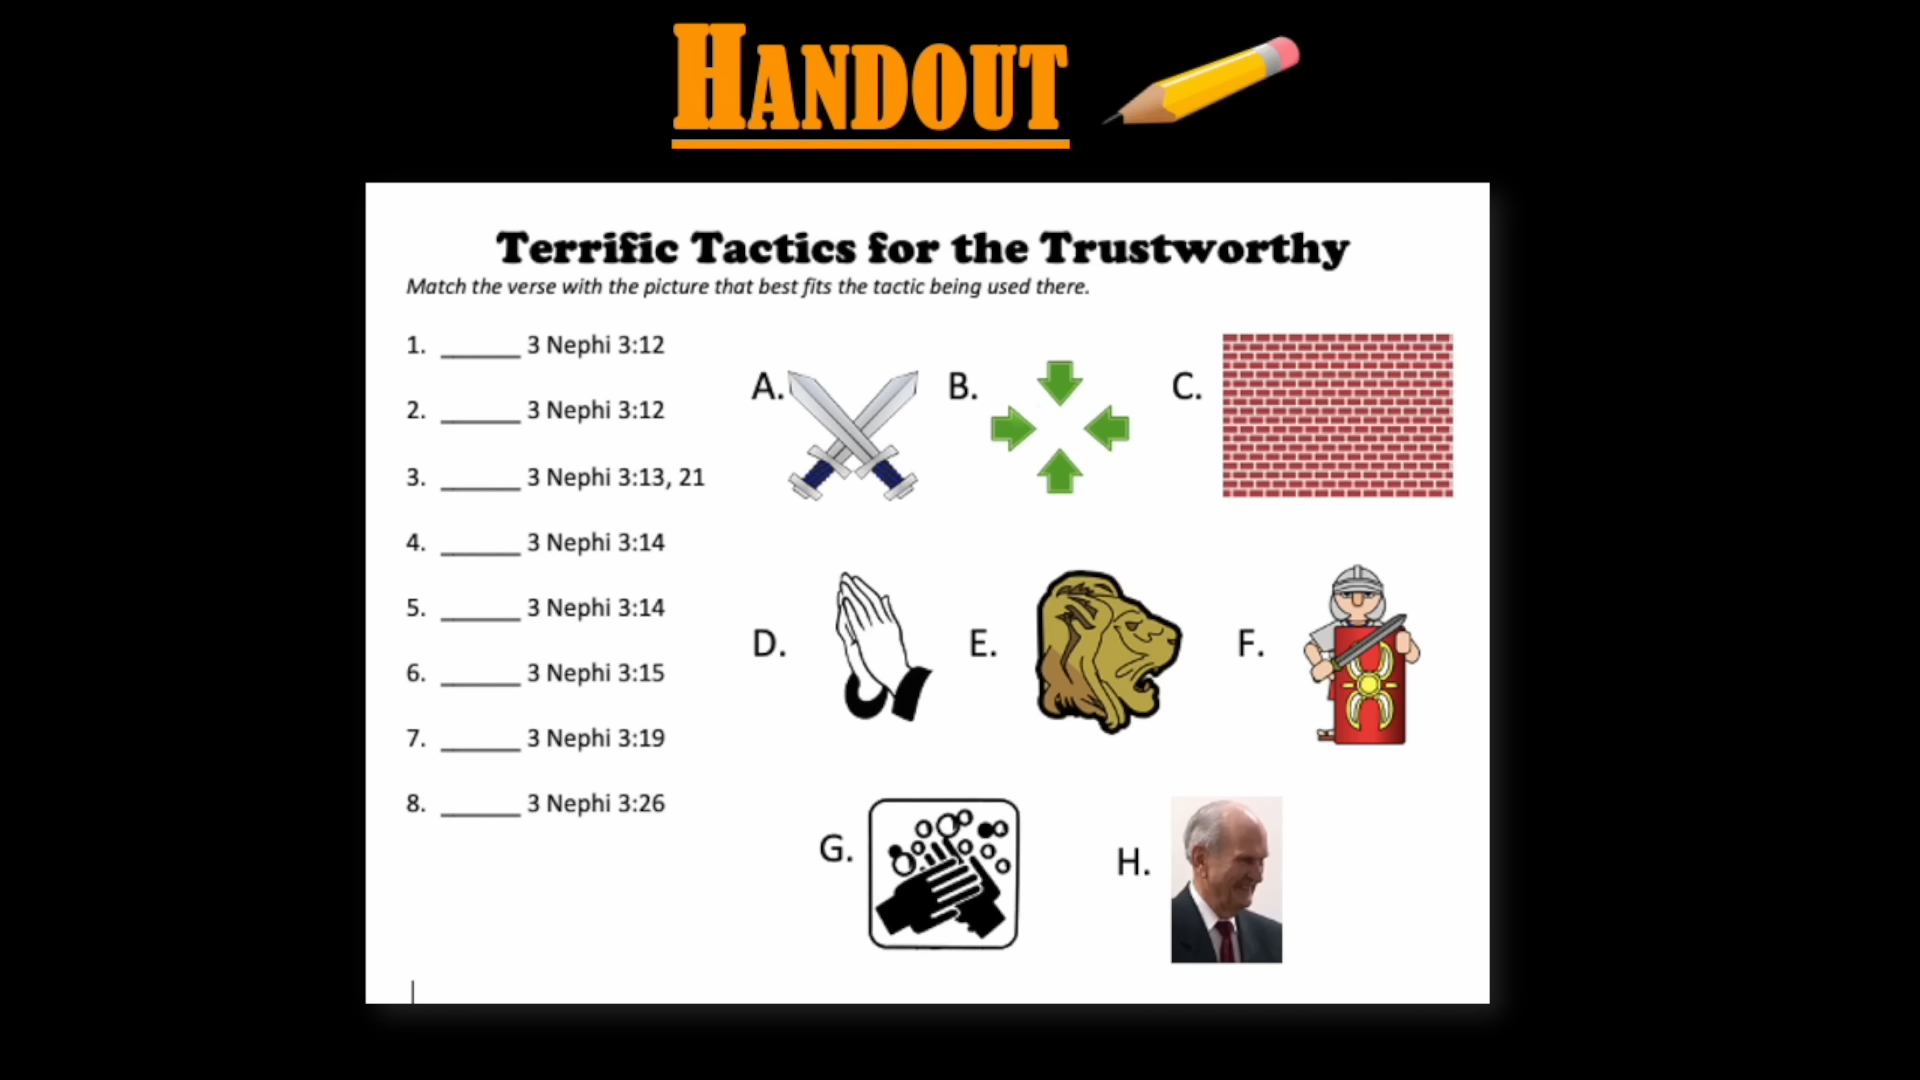 HANDOUT
Terrific Tactics for the Trustworthy
Match the verse with the picture that best fits the tactic being used there.
1. ______ 3 Nephi 3:12
2. ______ 3 Nephi 3:12
3. ______ 3 Nephi 3:13, 21
4. ______ 3 Nephi 3:14
5. ______ 3 Nephi 3:14
6. ______ 3 Nephi 3:15
7. ______ 3 Nephi 3:19
8. ______ 3 Nephi 3:26
A.
B.
C.
D.
E.
F.
G.
H.